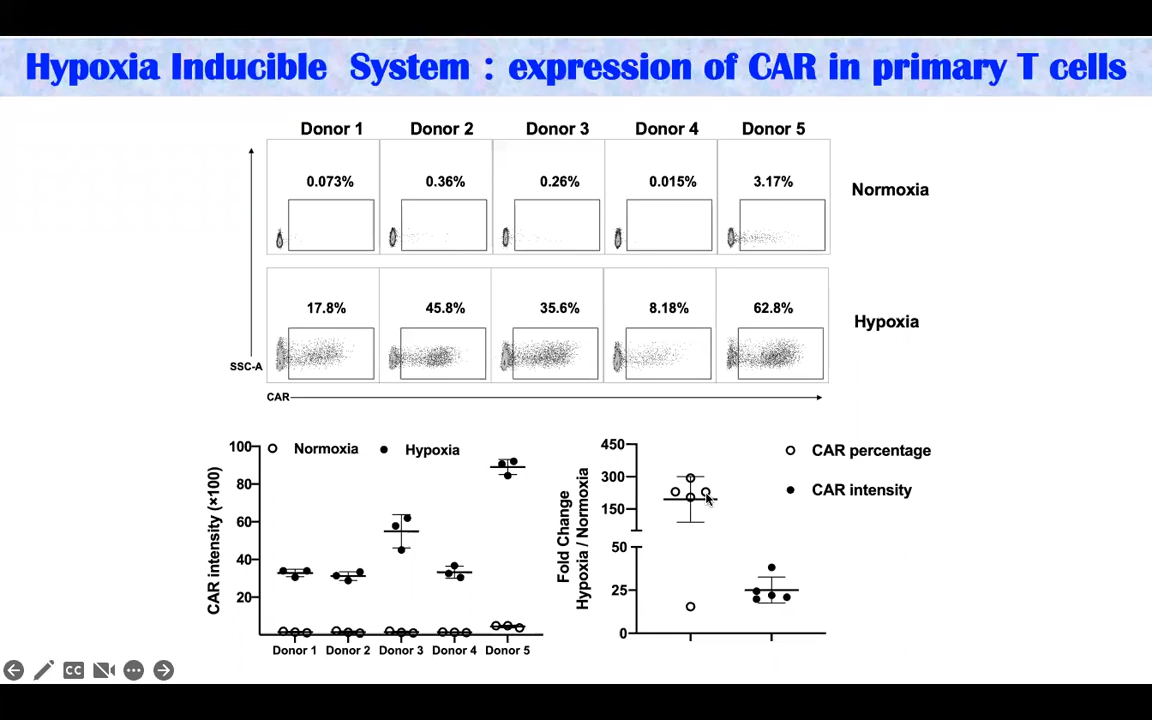 Hypoxia Inducible System : expression of CAR in primary T cells
Donor 1 Donor 2 Donor 3 Donor 4 Donor 5
0.073% 0.36% 0.26% 0.015% 3.17%
Normoxia
17.8% 45.8% 35.6% 8.18% 62.8%
Hypoxia
SSC-A
CAR
CAR intensity (×100)
100
80
60
40
20
Normoxia Hypoxia
Donor 1 Donor 2 Donor 3 Donor 4 Donor 5
Fold Change
Hypoxia / Normoxia
450
300
150
50
25
0
CAR percentage
CAR intensity
CC